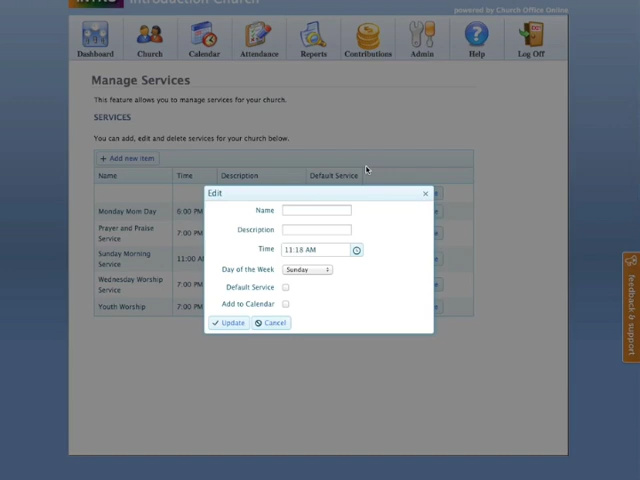 Introduction Church
powered by Church Office Online
Dashboard Church Calendar Attendance Reports Contributions Admin Help Log Off
Manage Services
This feature allows you to manage services for your church.
SERVICES
You can add, edit and delete services for your church below.
+ Add new item
Name Time Description Default Service
Edit ×
Name
Monday Mom Day 6:00 PM
Description
Prayer and Praise
Service
7:00 PM
Time 11:18 AM
Sunday Morning
Service
11:00
Day of the Week Sunday
Wednesday Worship
Service
7:00 PM
Default Service
Add to Calendar
Youth Worship 7:00 PM
Update Cancel
feedback & support